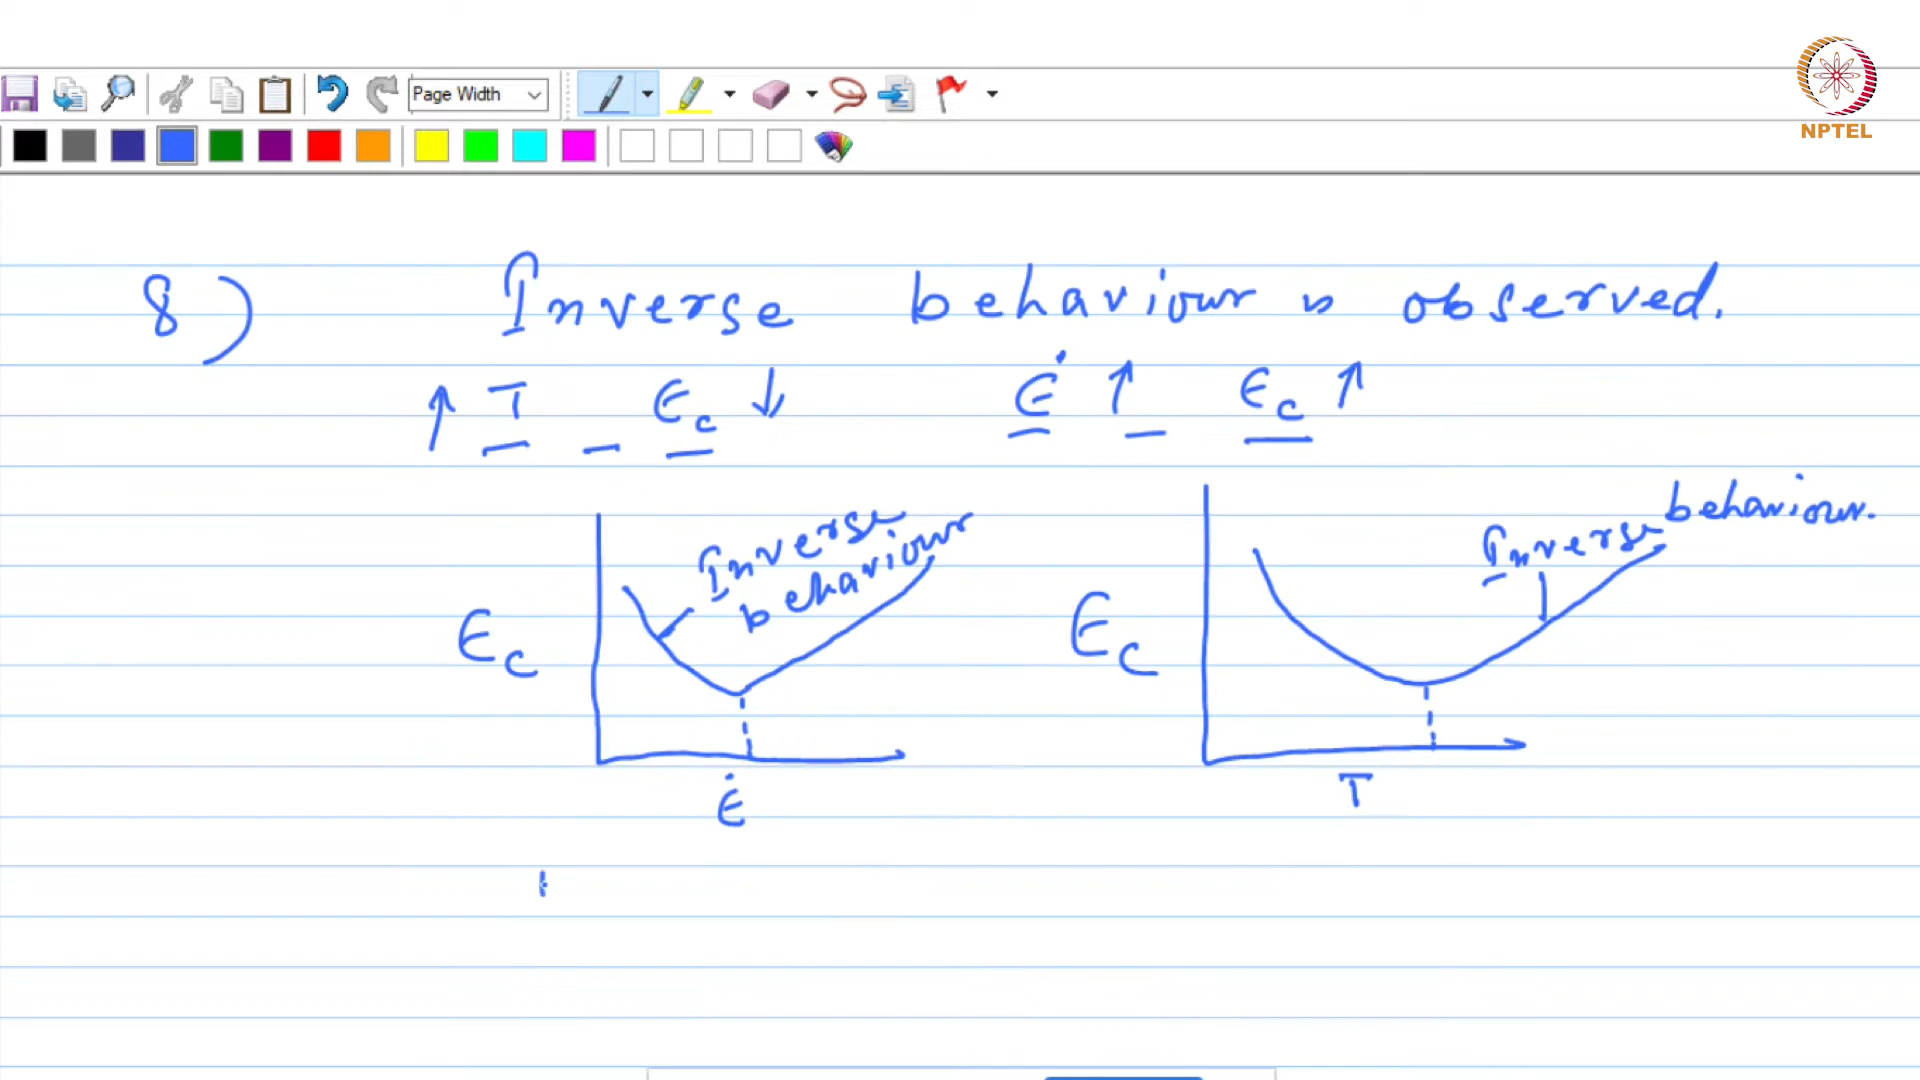 Page Width
NPTEL
8) Inverse behaviour is observed.
↑ T _ ϵc ↓ ϵ̇ ↑ ϵc ↑
Inverse
behaviour
ϵc
ϵ̇
Inverse behaviour.
ϵc
T